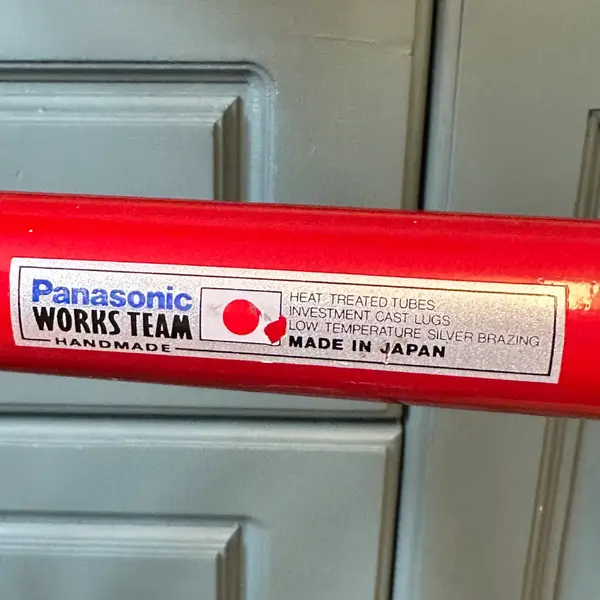 Panasonic
WORKS TEAM
HANDMADE
HEAT TREATED TUBES
INVESTMENT CAST LUGS
LOW TEMPERATURE SILVER BRAZING
MADE IN JAPAN